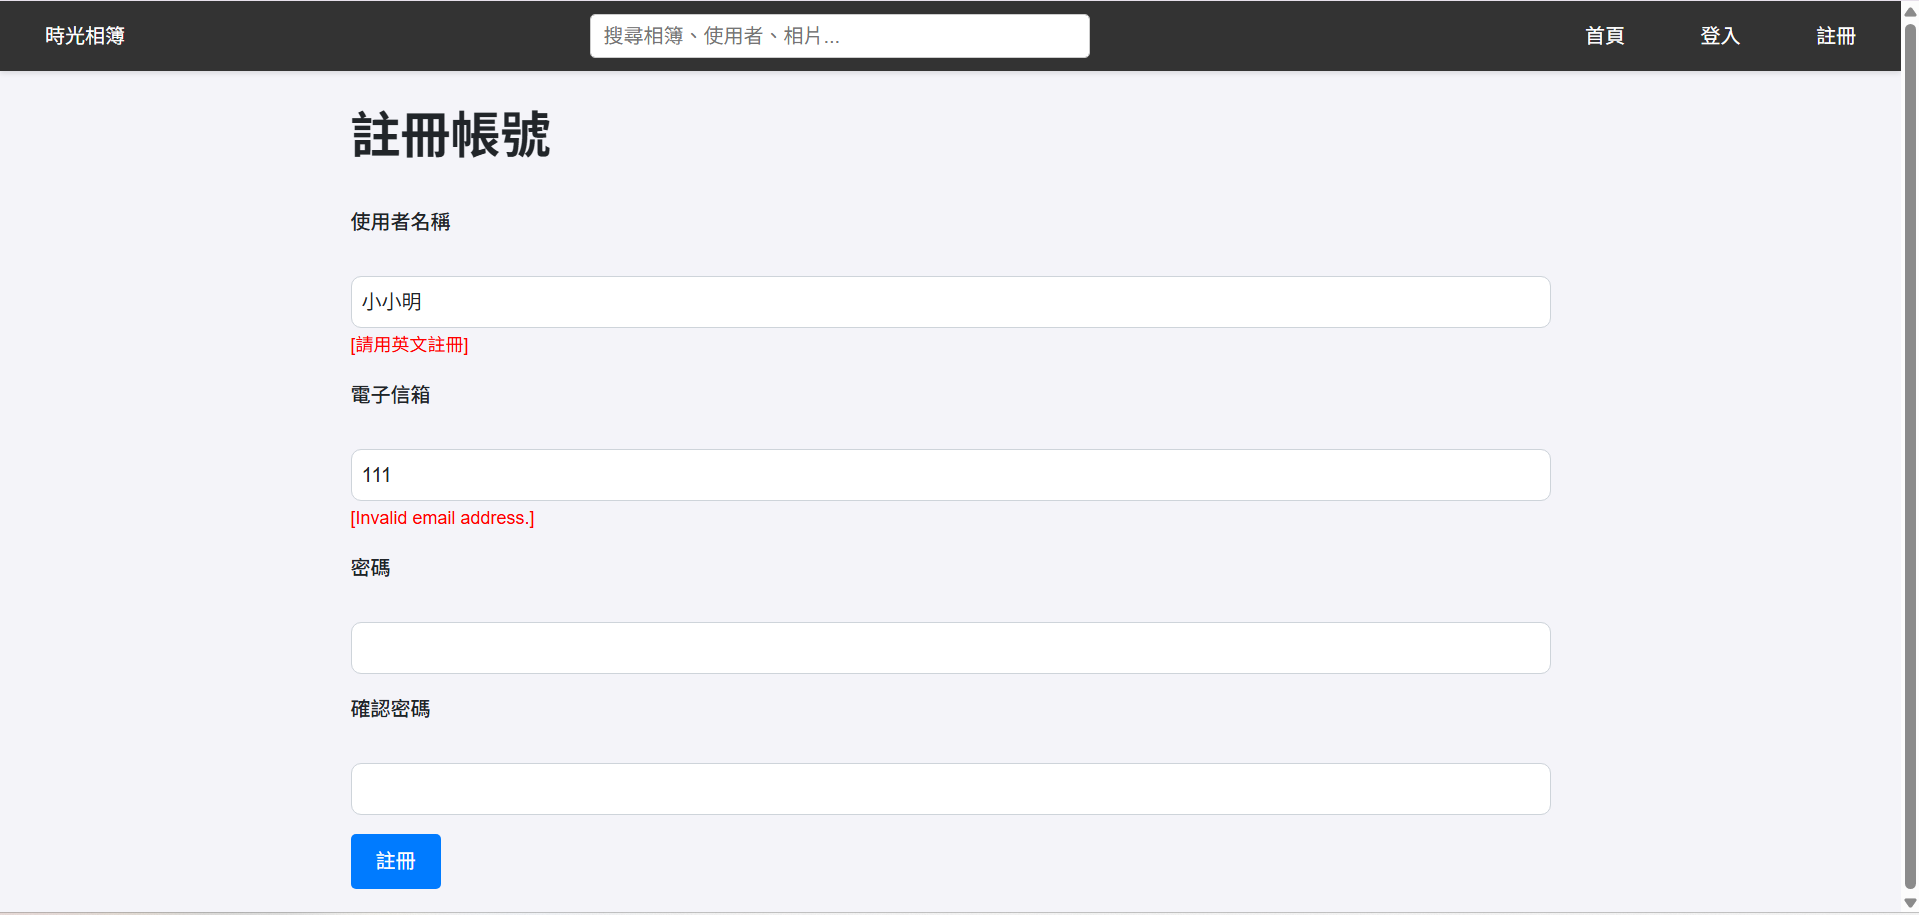 時光相簿
搜尋相簿、使用者、相片...
首頁
登入
註冊
註冊帳號
使用者名稱
小小明
[請用英文註冊]
電子信箱
111
[Invalid email address.]
密碼
確認密碼
註冊